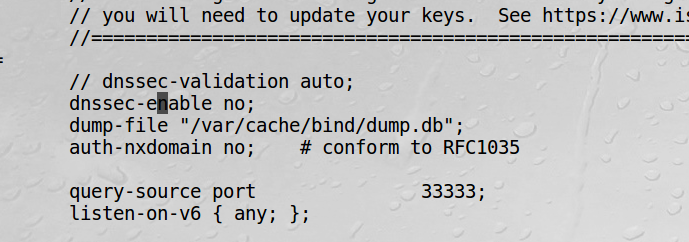 // you will need to update your keys.  See https://www.is
//========================================================
=
// dnssec-validation auto;
dnssec-enable no;
dump-file "/var/cache/bind/dump.db";
auth-nxdomain no;    # conform to RFC1035
query-source port               33333;
listen-on-v6 { any; };